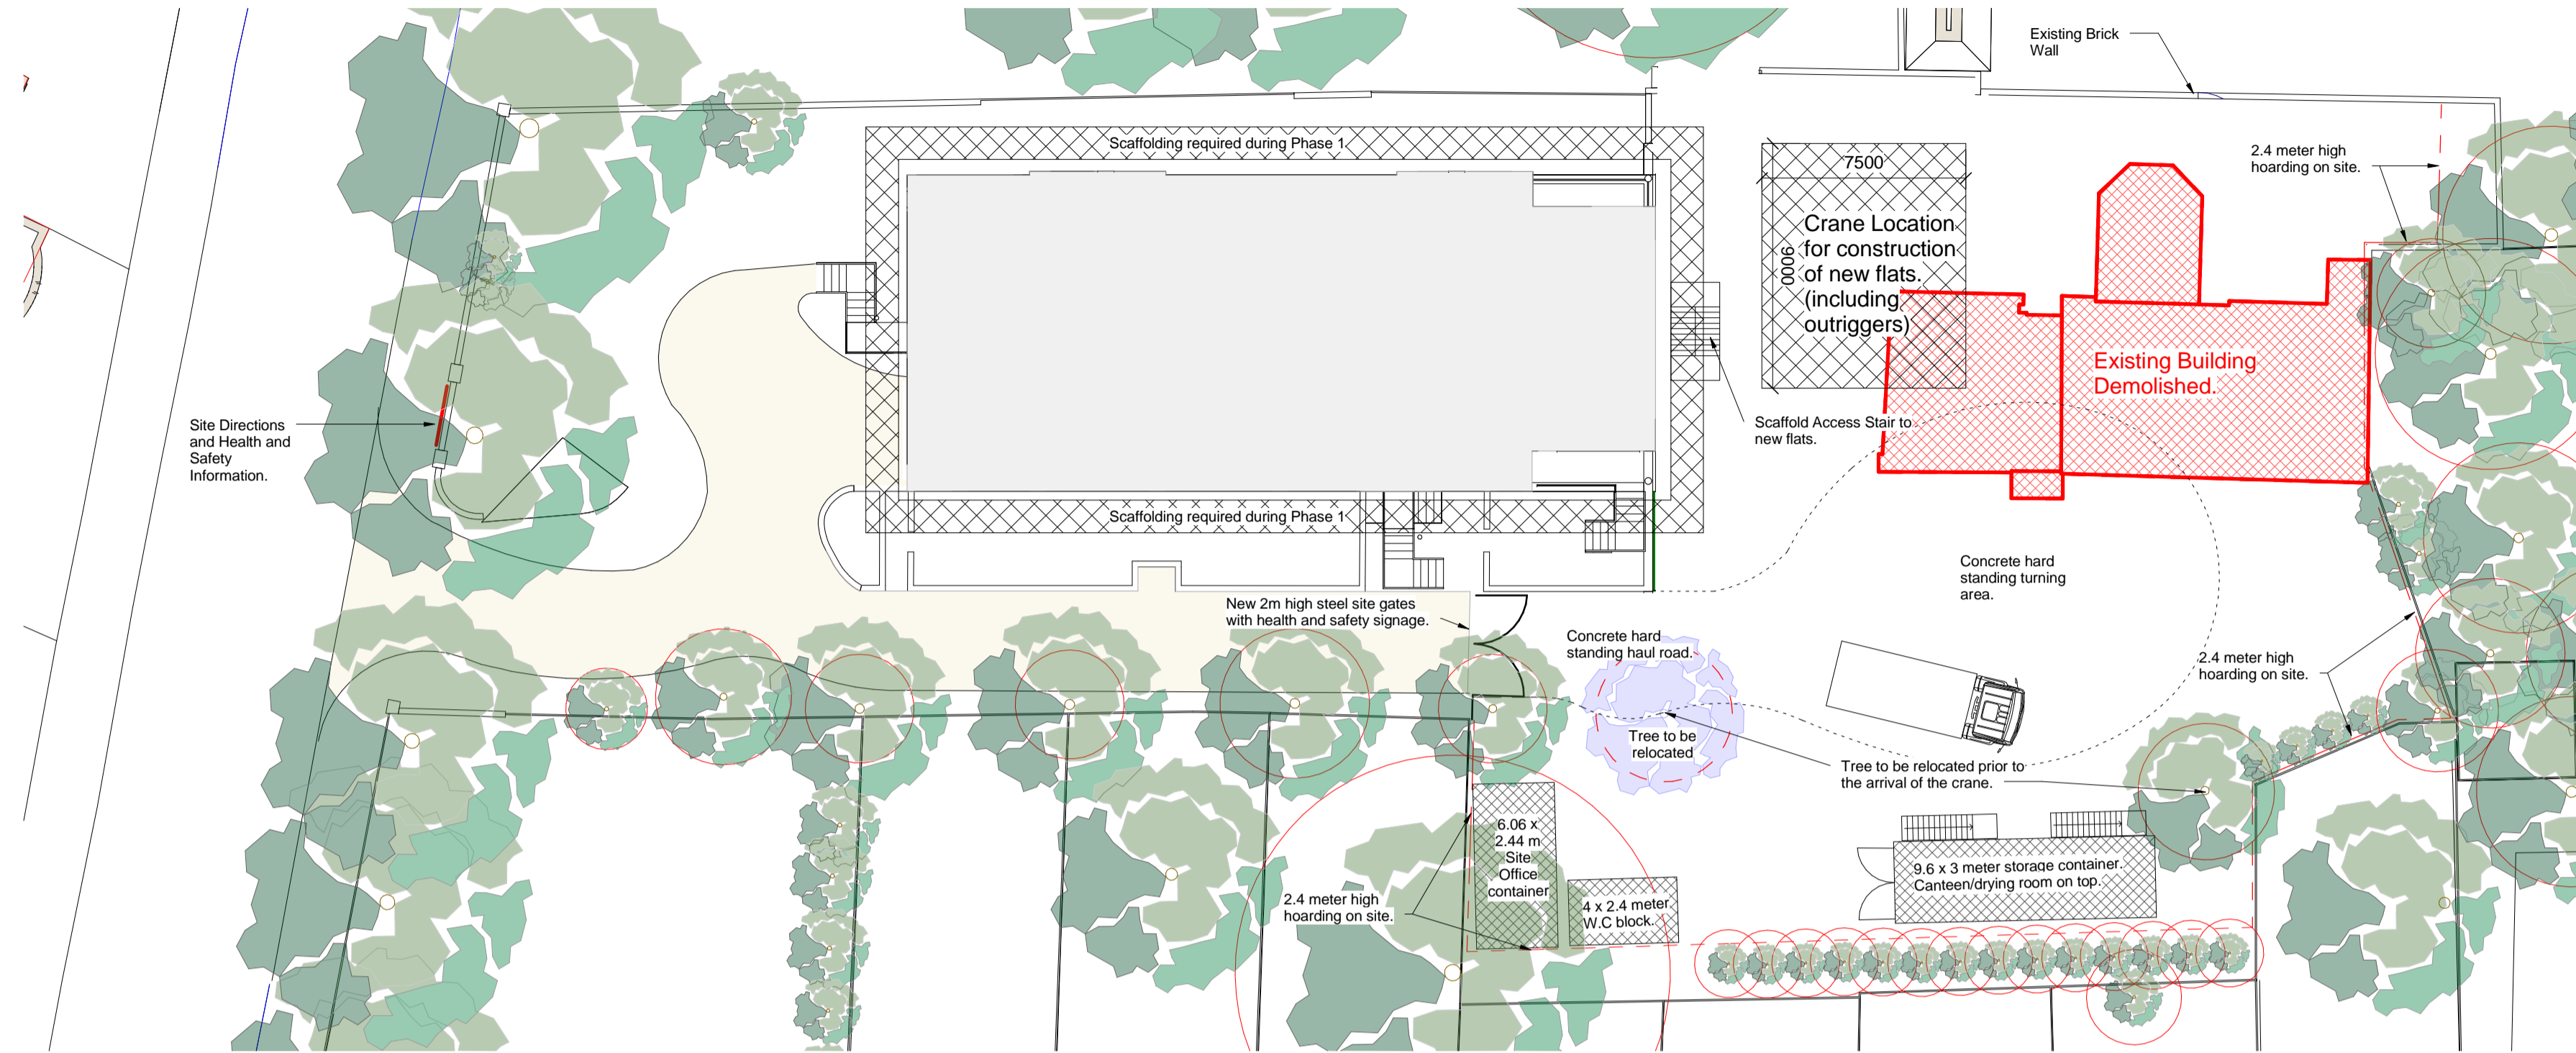 Existing Brick
Wall
Scaffolding required during Phase 1
7500
2.4 meter high
hoarding on site.
9000
Crane Location
for construction
of new flats.
(including
outriggers)
Existing Building
Demolished.
Site Directions
and Health and
Safety
Information.
Scaffold Access Stair to
new flats.
Scaffolding required during Phase 1
Concrete hard
standing turning
area.
New 2m high steel site gates
with health and safety signage.
Concrete hard
standing haul road.
2.4 meter high
hoarding on site.
Tree to be
relocated
Tree to be relocated prior to
the arrival of the crane.
6.06 x
2.44 m
Site
Office
container
2.4 meter high
hoarding on site.
4 x 2.4 meter
W.C block.
9.6 x 3 meter storage container.
Canteen/drying room on top.